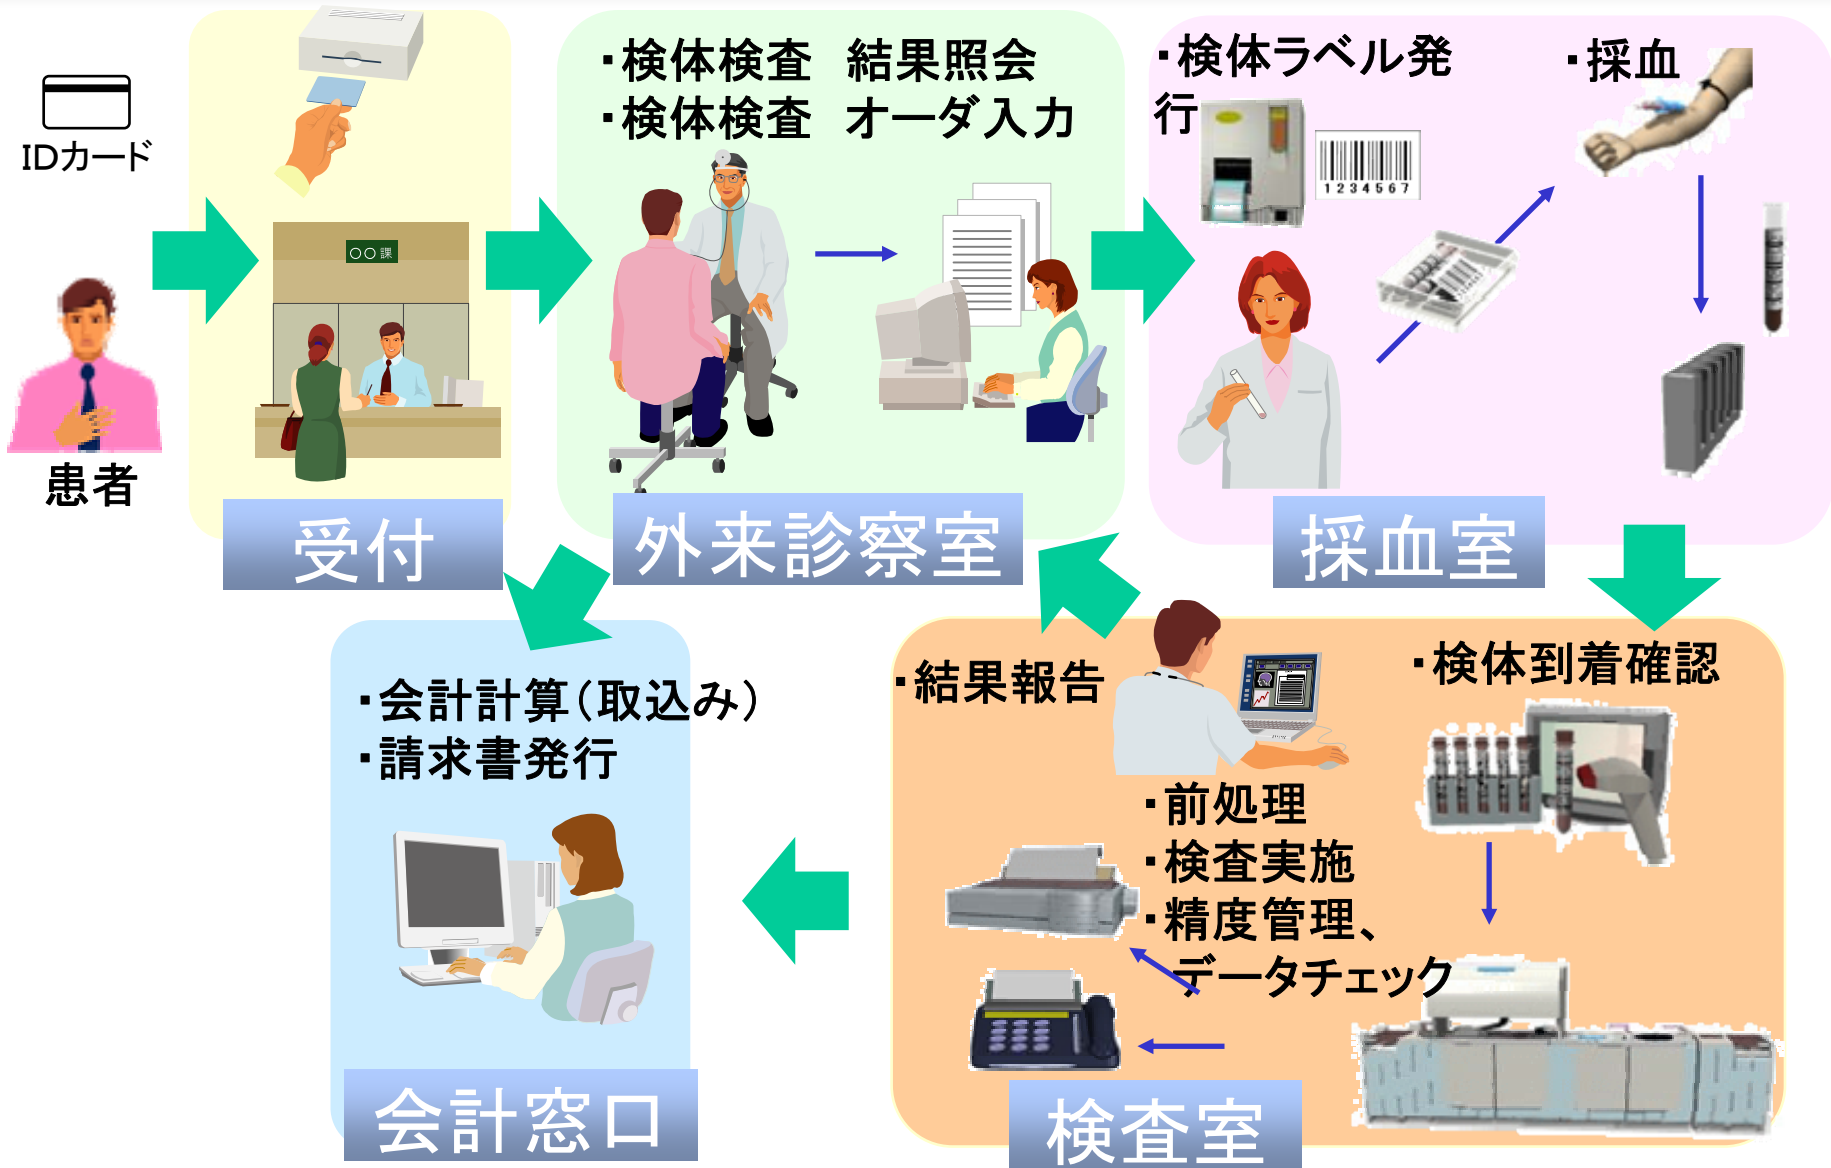 IDカード
患者
〇〇課
受付
・検体検査　結果照会
・検体検査　オーダ入力
外来診察室
・検体ラベル発
行
1234567
・採血
採血室
・検体到着確認
・結果報告
・前処理
・検査実施
・精度管理、
データチェック
検査室
・会計計算（取込み）
・請求書発行
会計窓口